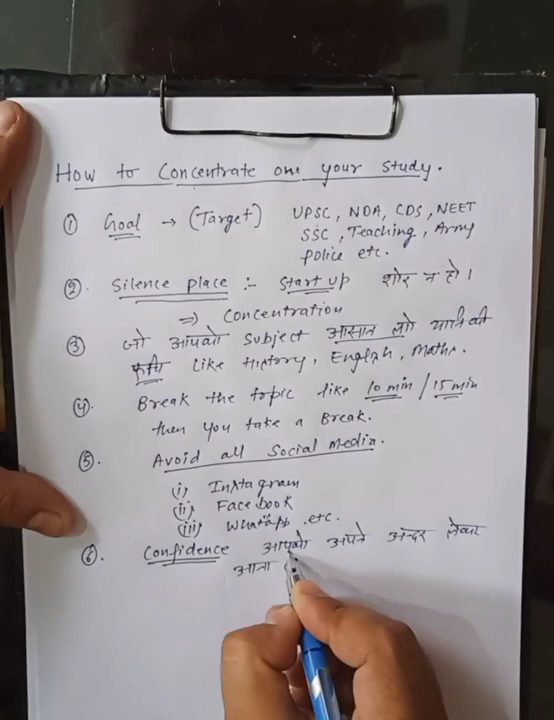 How to Concentrate on your study.
① Goal → (Target) UPSC, NDA, CDS, NEET
SSC, Teaching, Army
police etc.
②. Silence place :- Start up शोर न हो।
⇒ Concentration
③ जो आपको Subject आसान लगे यानि की
रूचि Like History, English, Maths.
④. Break the topic like 10 min / 15 min
then you take a Break.
⑤. Avoid all Social media.
(i) Instagram
(ii) Facebook
(iii) Whatapp .etc.
⑥. Confidence आपको अपने अन्दर लेकर
आना